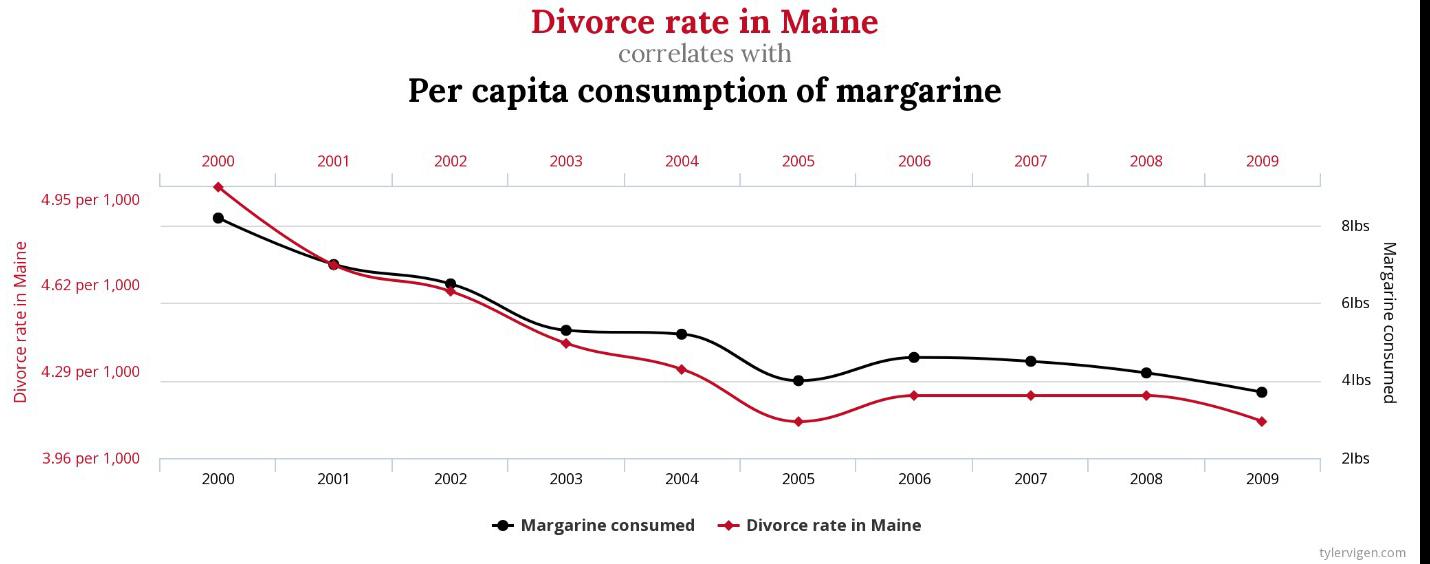 Divorce rate in Maine
correlates with
Per capita consumption of margarine
2000 2001 2002 2003 2004 2005 2006 2007 2008 2009
Divorce rate in Maine
4.95 per 1,000
4.62 per 1,000
4.29 per 1,000
3.96 per 1,000
8lbs
6lbs
4lbs
2lbs
Margarine consumed
2000 2001 2002 2003 2004 2005 2006 2007 2008 2009
Margarine consumed Divorce rate in Maine
tylervigen.com